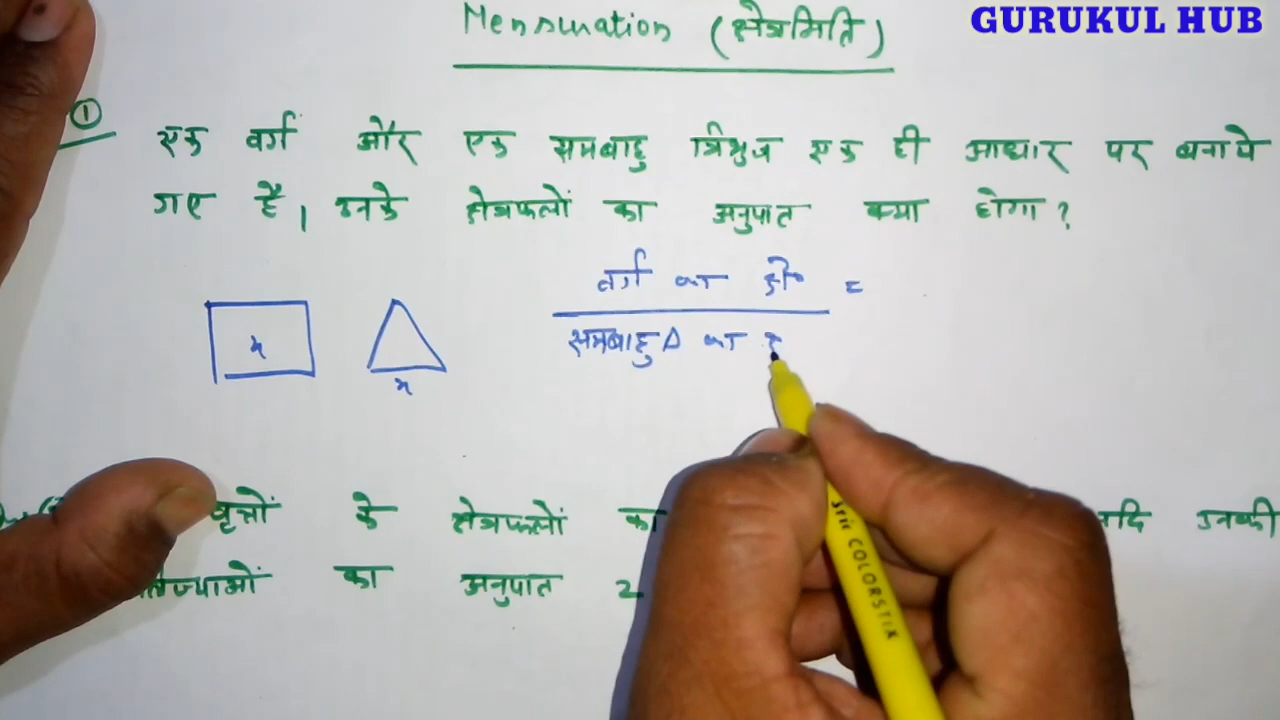 GURUKUL HUB
Mensuration (क्षेत्रमिति)
① एक वर्ग और एक समबाहु त्रिभुज एक ही आधार पर बनाये
गए है, उनके क्षेत्रफलों का अनुपात क्या होगा?
वर्ग का क्षे० =
समबाहु Δ का
x
x
वृत्तों के क्षेत्रफलों का यदि उनकी
त्रिज्याओं का अनुपात 2